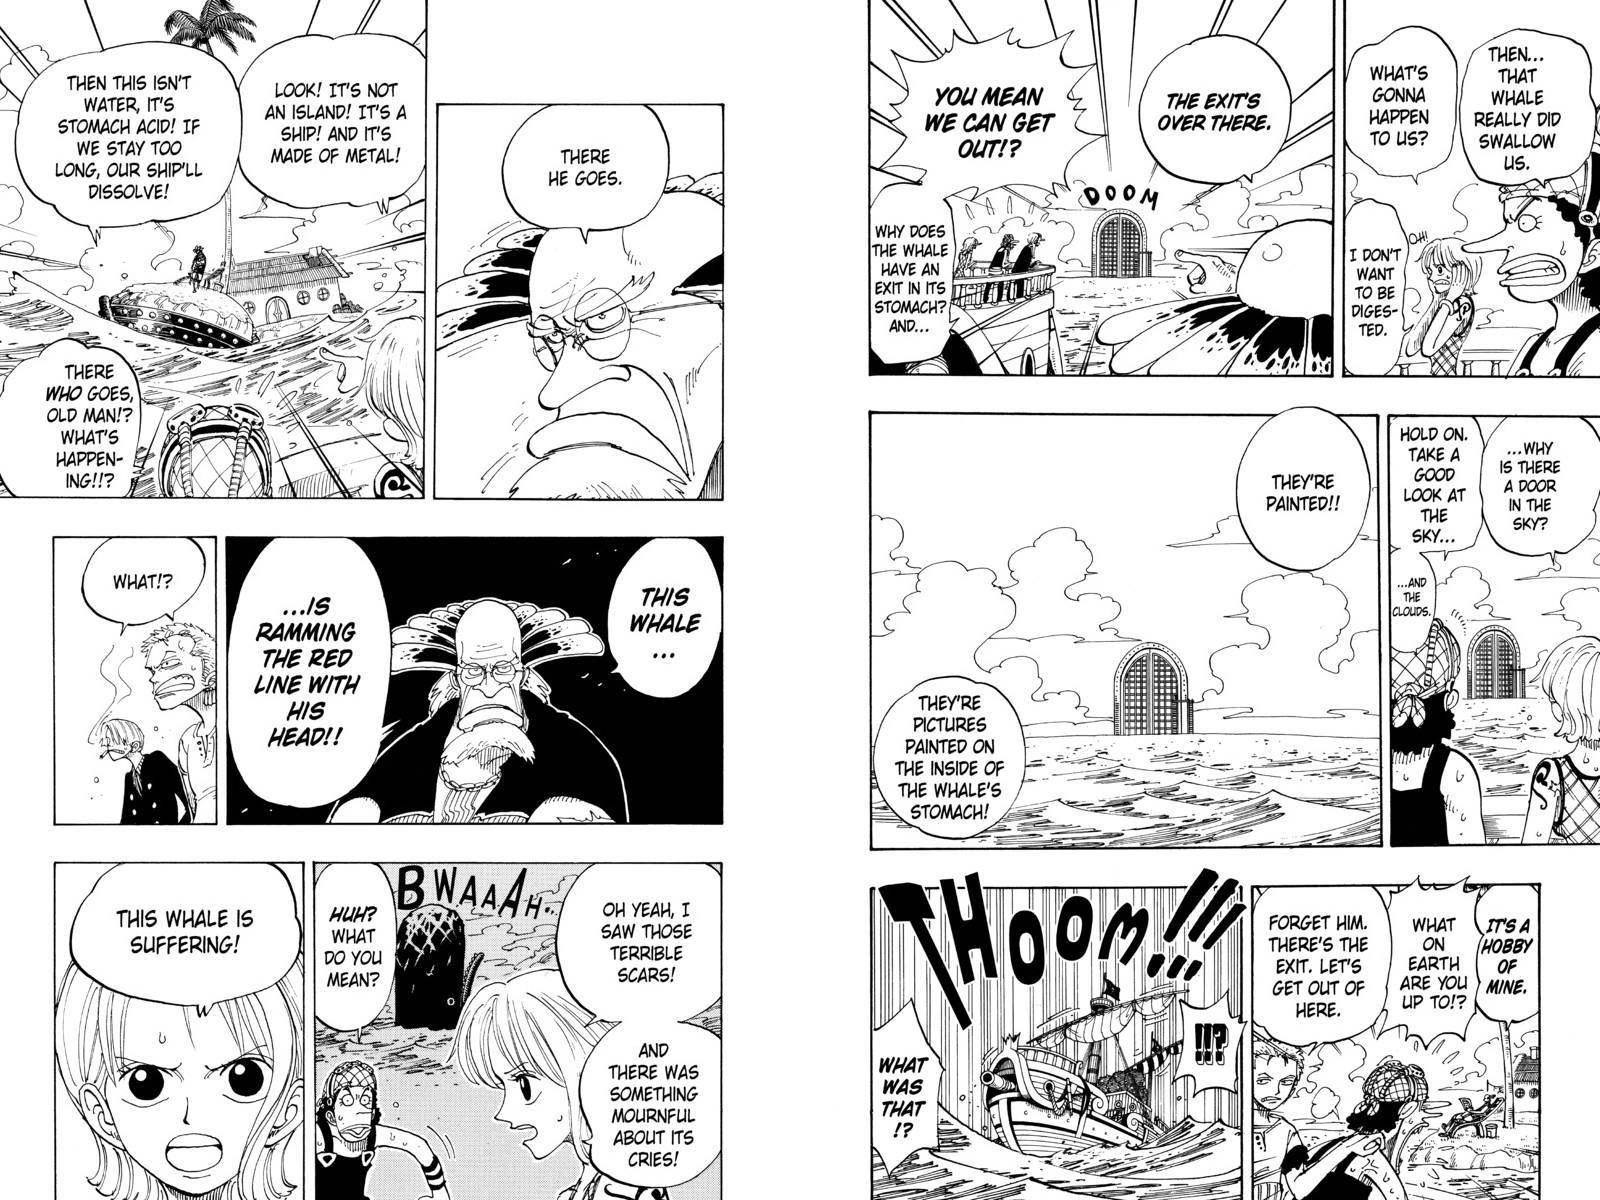 THEN...
THAT
WHALE
REALLY DID
SWALLOW
US.
WHAT'S
GONNA
HAPPEN
TO US?
OH!
I DON'T
WANT
TO BE
DIGES-
TED.
THE EXIT'S
OVER THERE.
YOU MEAN
WE CAN GET
OUT!?
DOOM
WHY DOES
THE WHALE
HAVE AN
EXIT IN ITS
STOMACH?
AND...
...WHY
IS THERE
A DOOR
IN THE
SKY?
HOLD ON.
TAKE A
GOOD
LOOK AT
THE
SKY...
...AND
THE
CLOUDS.
THEY'RE
PAINTED!!
THEY'RE
PICTURES
PAINTED ON
THE INSIDE OF
THE WHALE'S
STOMACH!
IT'S A
HOBBY
OF
MINE.
WHAT
ON
EARTH
ARE YOU
UP TO!?
FORGET HIM.
THERE'S THE
EXIT. LET'S
GET OUT OF
HERE.
THOOM!!!
!!?
WHAT
WAS
THAT
!?
THERE
HE GOES.
LOOK! IT'S NOT
AN ISLAND! IT'S A
SHIP! AND IT'S
MADE OF METAL!
THEN THIS ISN'T
WATER, IT'S
STOMACH ACID! IF
WE STAY TOO
LONG, OUR SHIP'LL
DISSOLVE!
THERE
WHO GOES,
OLD MAN!?
WHAT'S
HAPPEN-
ING!!?
THIS
WHALE
...
...IS
RAMMING
THE RED
LINE WITH
HIS
HEAD!!
WHAT!?
OH YEAH, I
SAW THOSE
TERRIBLE
SCARS!
AND
THERE WAS
SOMETHING
MOURNFUL
ABOUT ITS
CRIES!
BWAAAH..
HUH?
WHAT
DO YOU
MEAN?
THIS WHALE IS
SUFFERING!